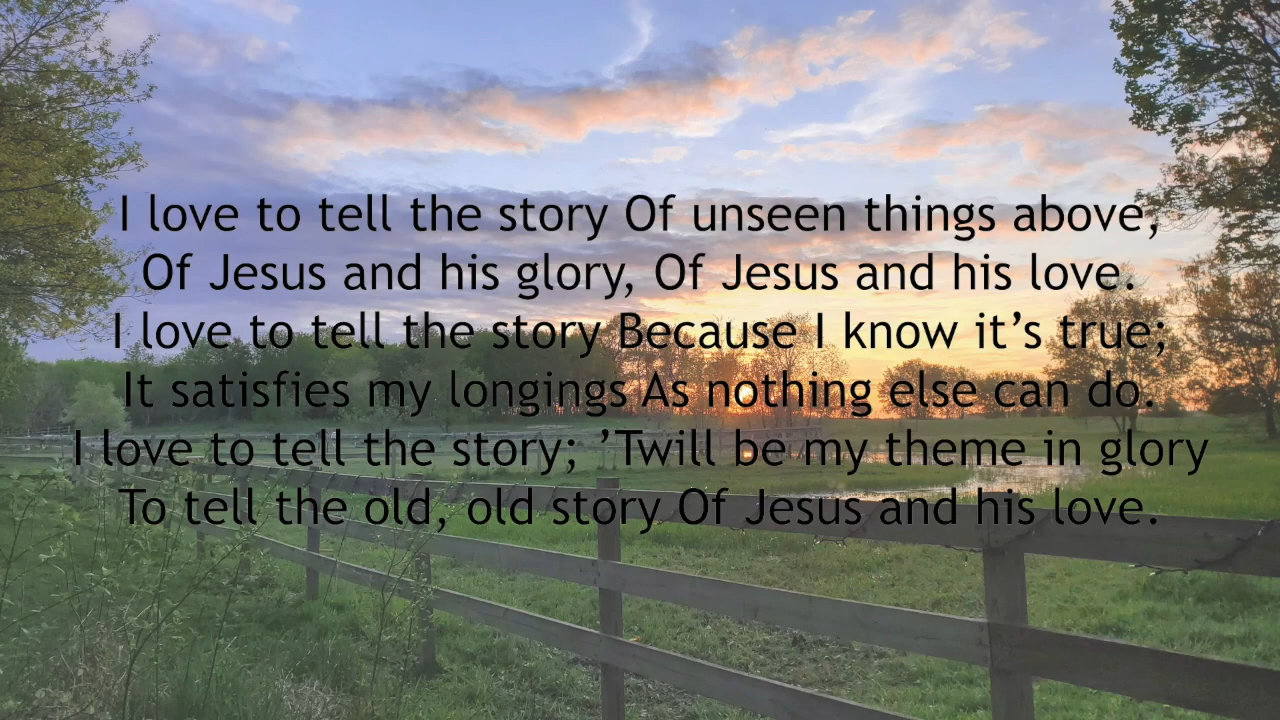 I love to tell the story Of unseen things above,
Of Jesus and his glory, Of Jesus and his love.
I love to tell the story Because I know it’s true;
It satisfies my longings As nothing else can do.
I love to tell the story; ’Twill be my theme in glory
To tell the old, old story Of Jesus and his love.